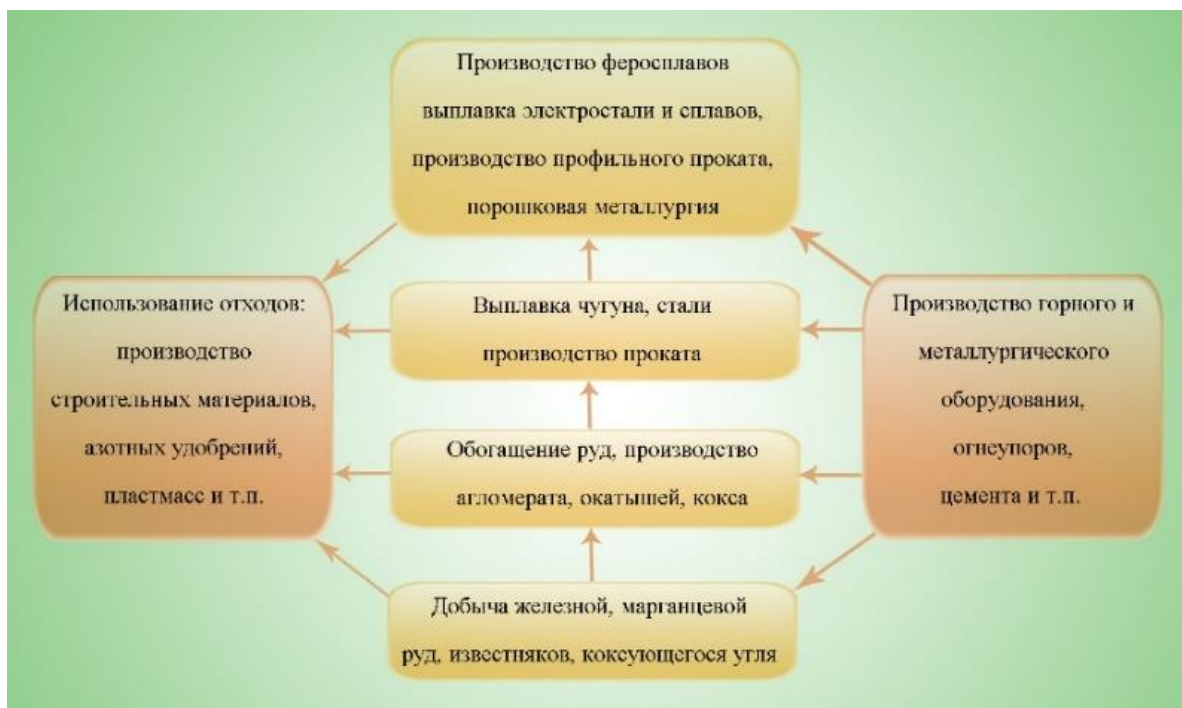 Производство феросплавов
выплавка электростали и сплавов,
производство профильного проката,
порошковая металлургия
Использование отходов:
производство
строительных материалов,
азотных удобрений,
пластмасс и т.п.
Выплавка чугуна, стали
производство проката
Обогащение руд, производство
агломерата, окатышей, кокса
Добыча железной, марганцевой
руд, известняков, коксующегося угля
Производство горного и
металлургического
оборудования,
огнеупоров,
цемента и т.п.